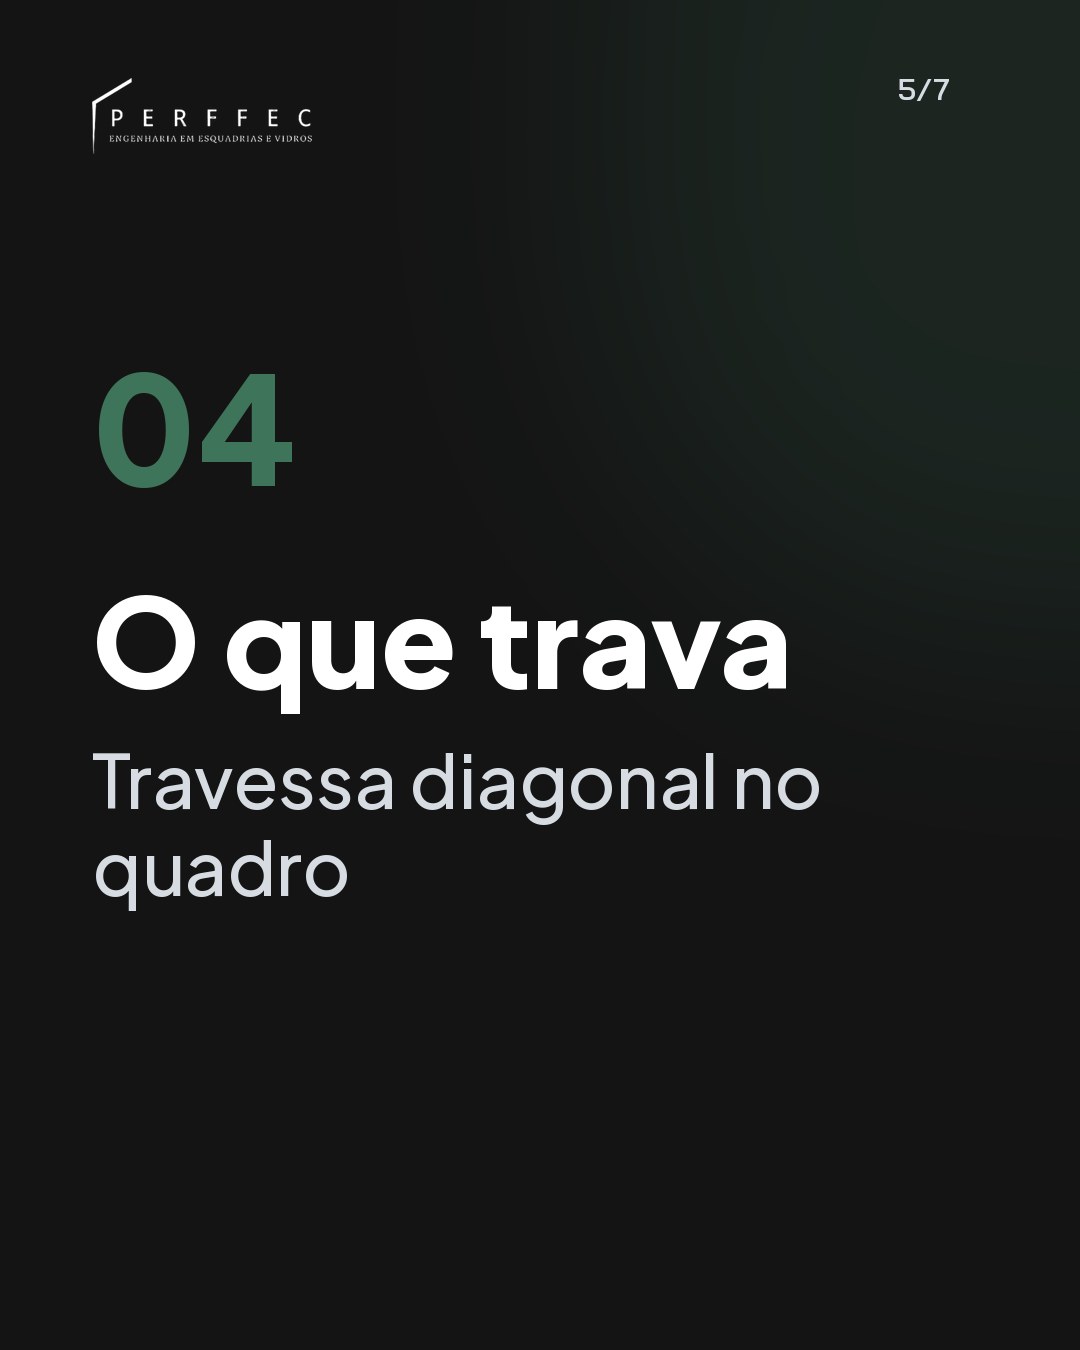 PERFFEC
ENGENHARIA EM ESQUADRIAS E VIDROS
5/7
04
O que trava
Travessa diagonal no
quadro